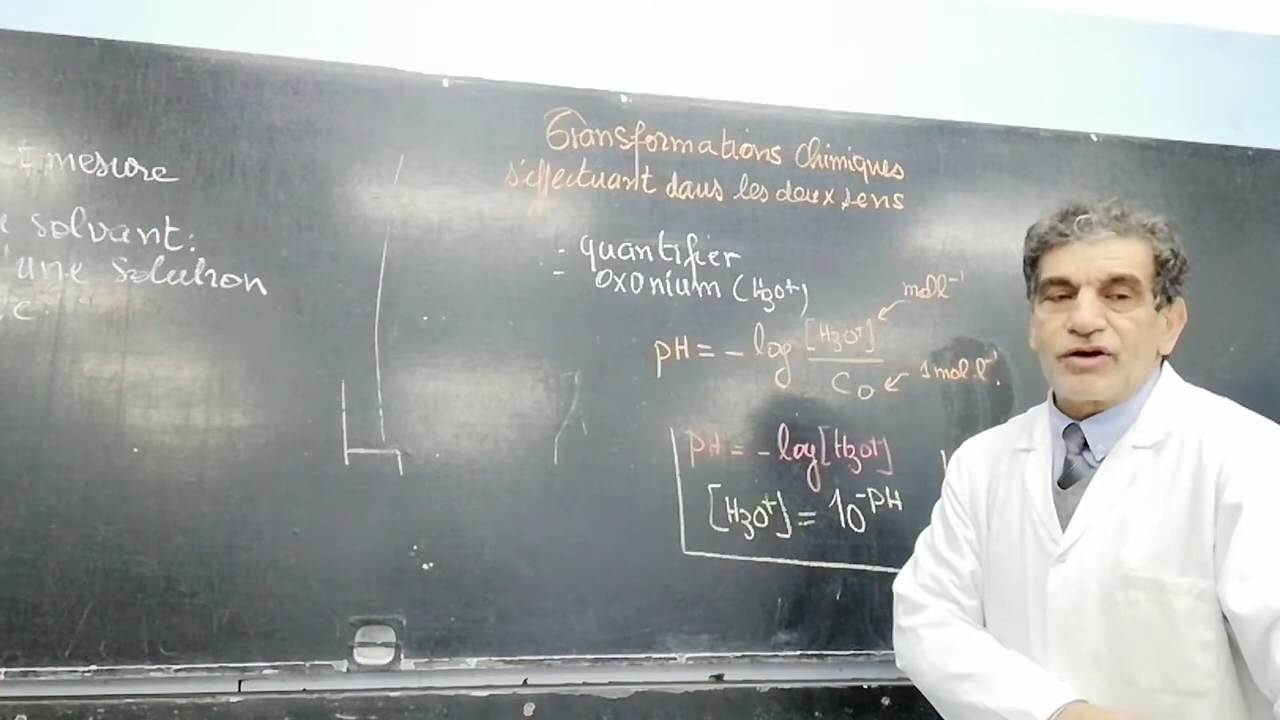 mesure
solvant:
'une solution
Transformations chimiques
s'effectuant dans les deux sens
- quantifier
- oxonium (H3O+)
mol l⁻¹
pH = - log [H3O+] / C0
1 mol.l⁻¹
pH = - log[H3O+]
[H3O+] = 10⁻ᵖᴴ